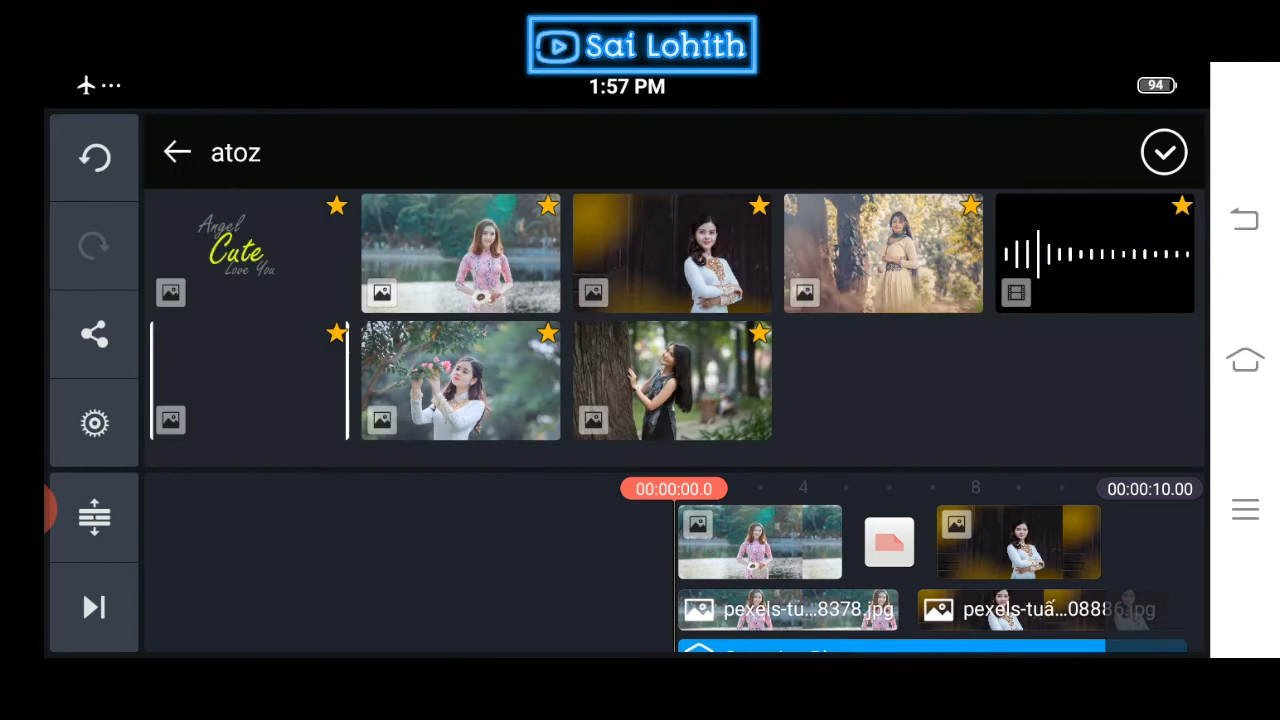 Sai Lohith
1:57 PM
94
atoz
Angel
Cute
Love You
00:00:00.0
4
8
00:00:10.00
pexels-tu...8378.jpg
pexels-tuấ...08886.jpg